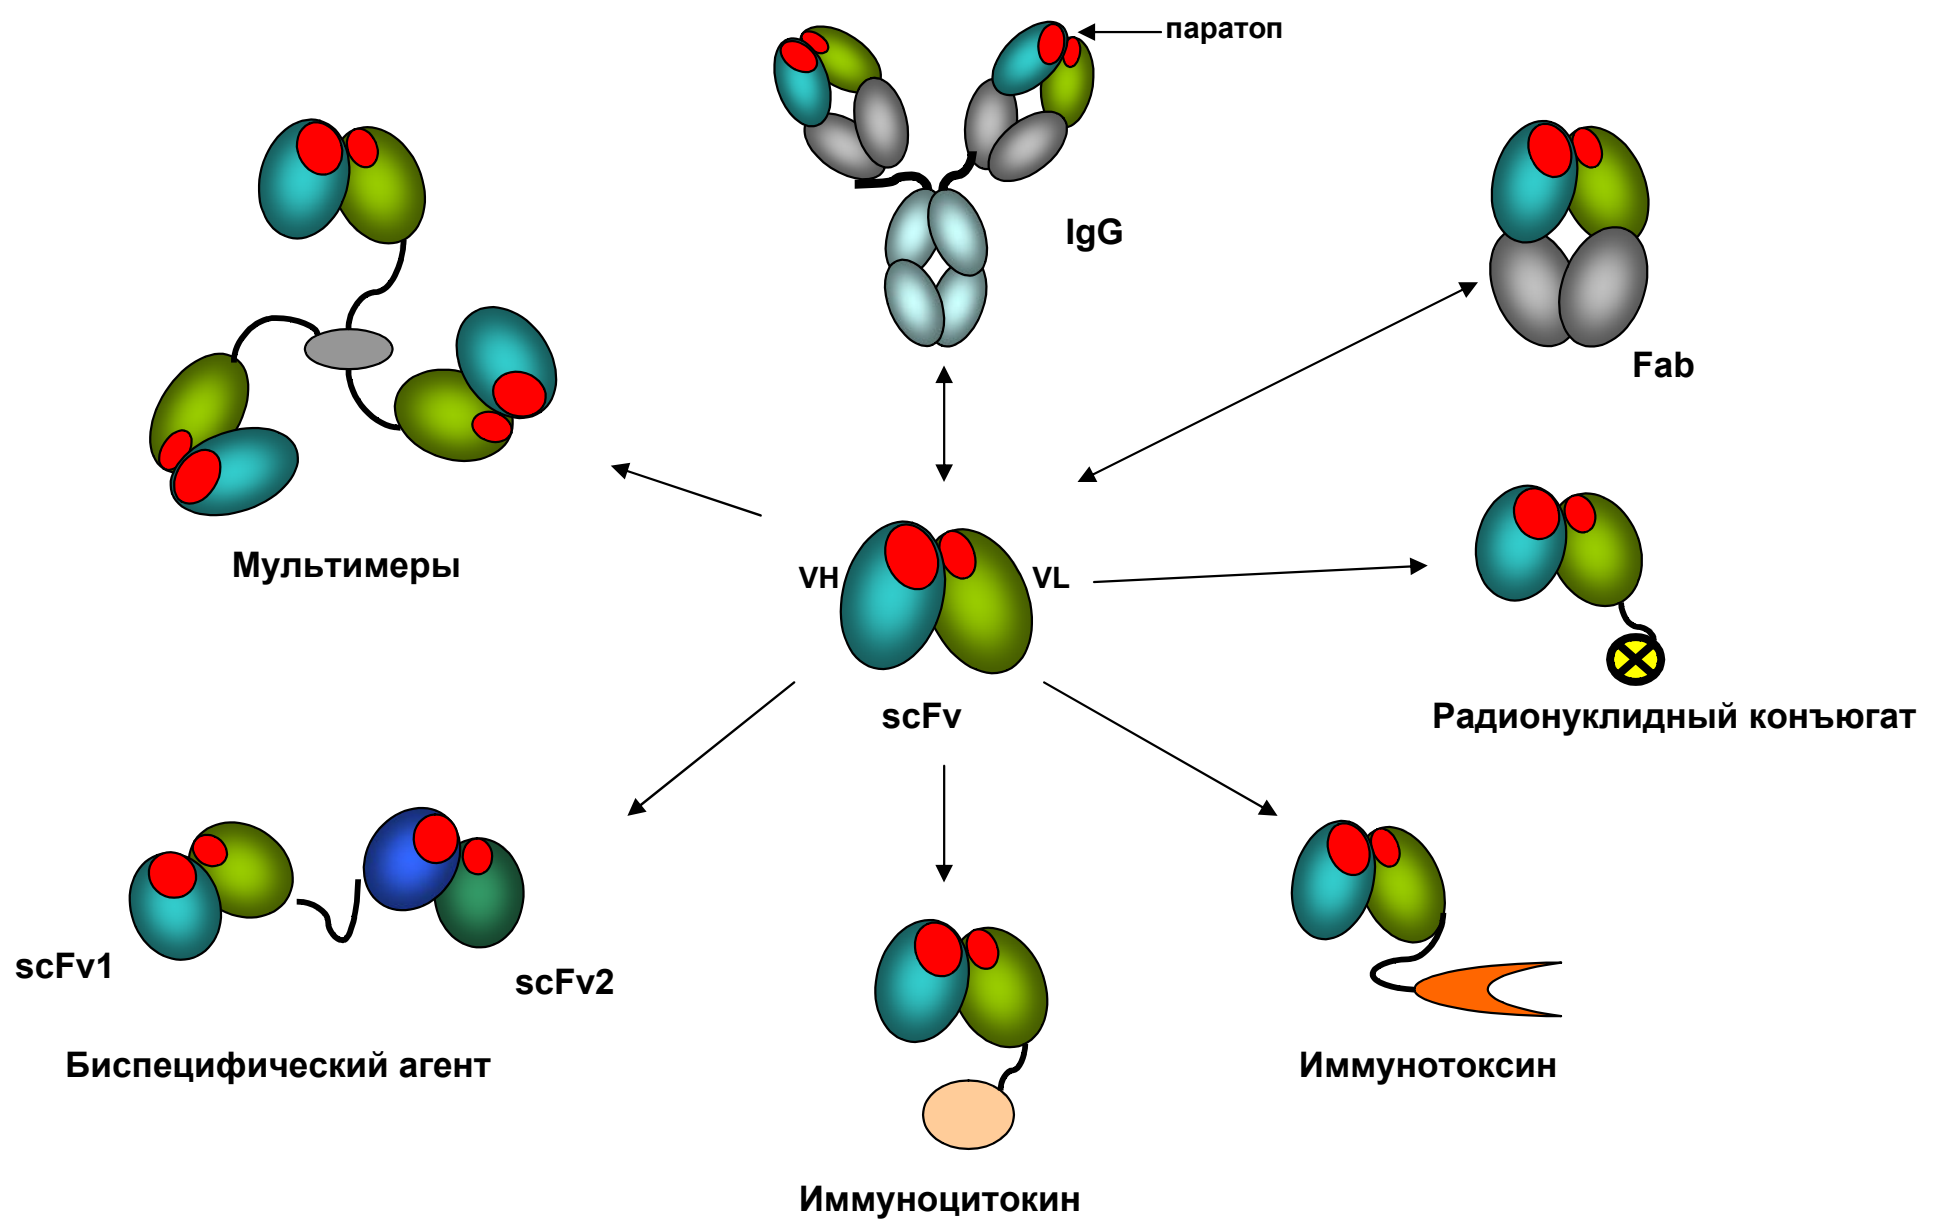 паратоп
IgG
Fab
Мультимеры
VH
VL
scFv
Радионуклидный конъюгат
scFv1
scFv2
Биспецифический агент
Иммунотоксин
Иммуноцитокин